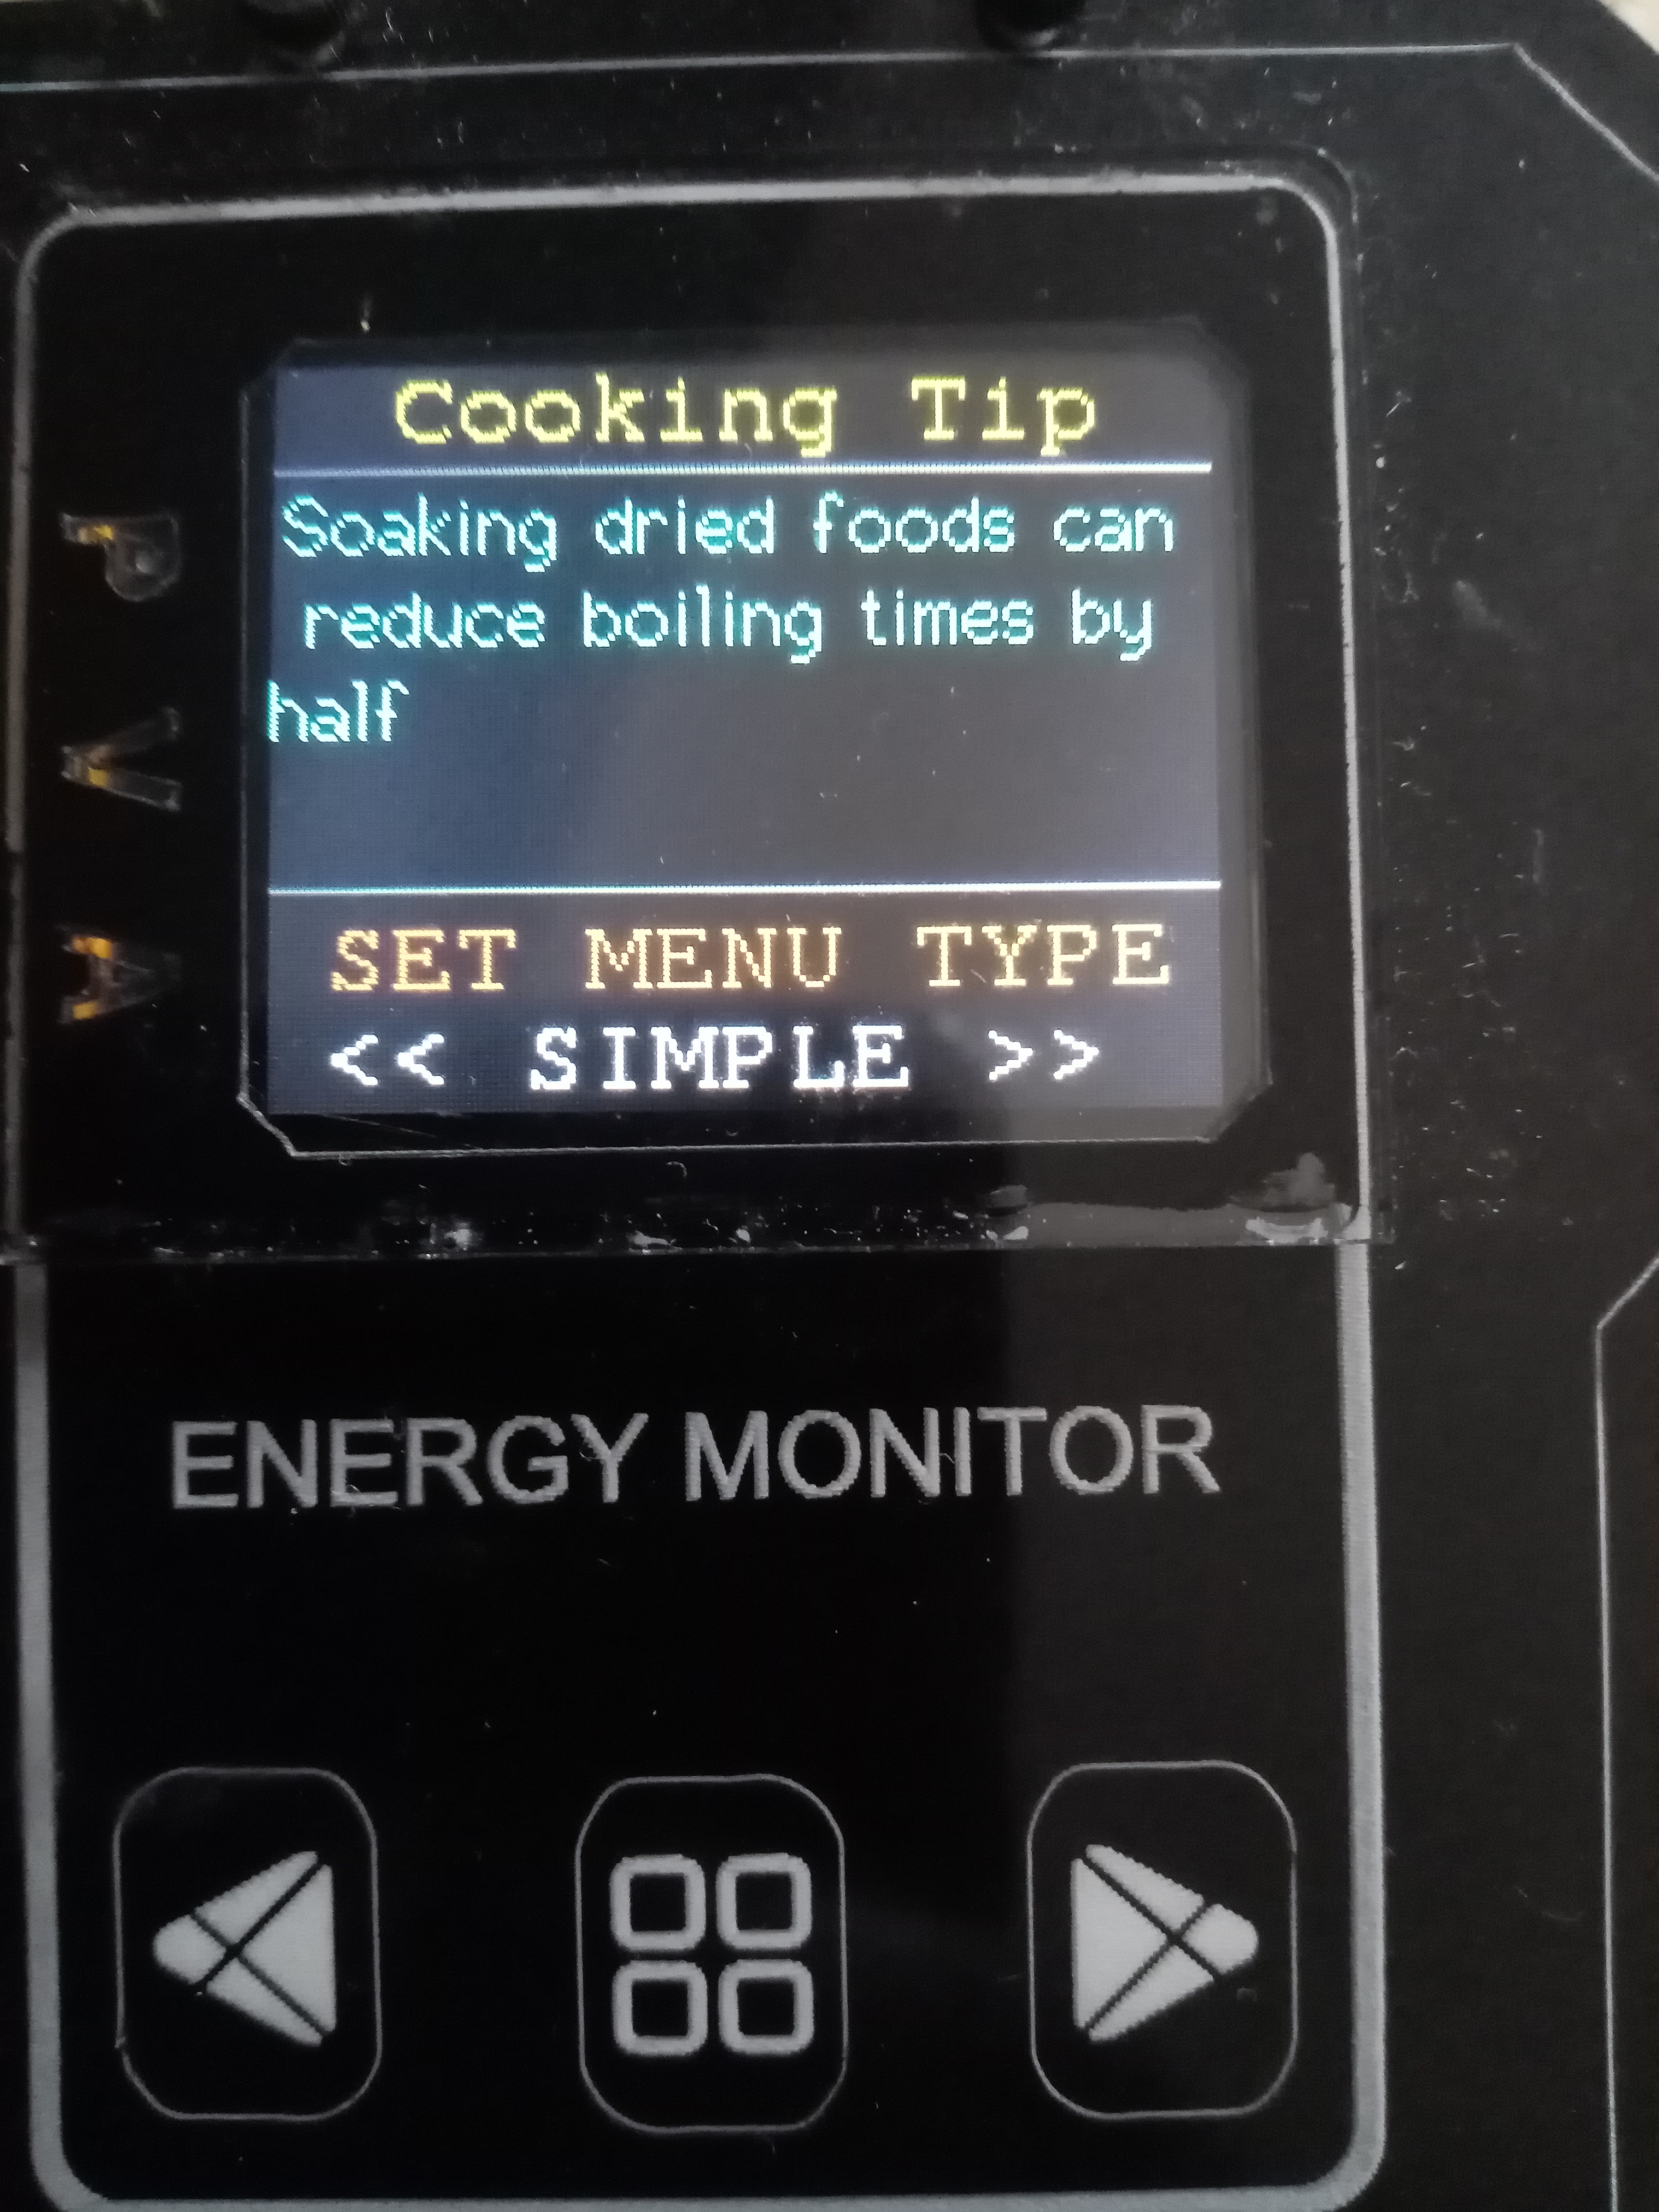 Cooking Tip
Soaking dried foods can
reduce boiling times by
half
SET MENU TYPE
<< SIMPLE >>
P
V
A
ENERGY MONITOR